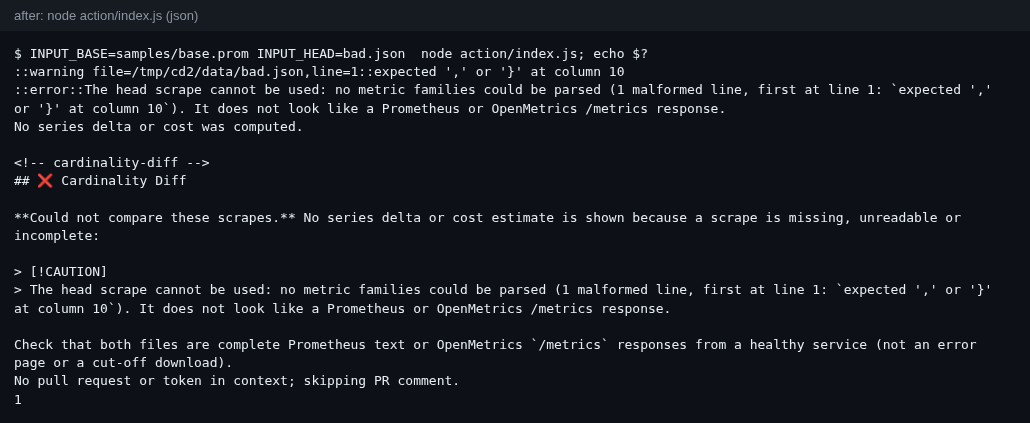 after: node action/index.js (json)
$ INPUT_BASE=samples/base.prom INPUT_HEAD=bad.json  node action/index.js; echo $?
::warning file=/tmp/cd2/data/bad.json,line=1::expected ',' or '}' at column 10
::error::The head scrape cannot be used: no metric families could be parsed (1 malformed line, first at line 1: `expected ','
or '}' at column 10`). It does not look like a Prometheus or OpenMetrics /metrics response.
No series delta or cost was computed.
<!-- cardinality-diff -->
## ❌ Cardinality Diff
**Could not compare these scrapes.** No series delta or cost estimate is shown because a scrape is missing, unreadable or
incomplete:
> [!CAUTION]
> The head scrape cannot be used: no metric families could be parsed (1 malformed line, first at line 1: `expected ',' or '}'
at column 10`). It does not look like a Prometheus or OpenMetrics /metrics response.
Check that both files are complete Prometheus text or OpenMetrics `/metrics` responses from a healthy service (not an error
page or a cut-off download).
No pull request or token in context; skipping PR comment.
1